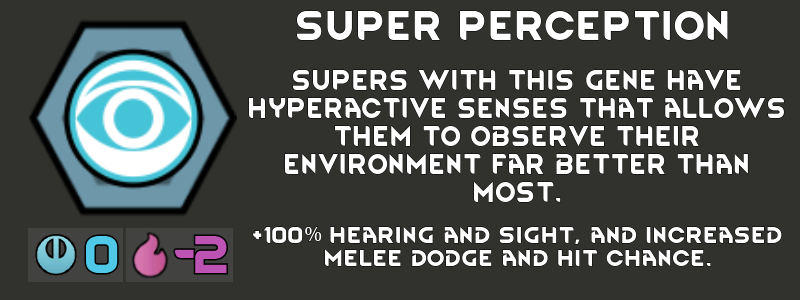 SUPER PERCEPTION
SUPERS WITH THIS GENE HAVE
HYPERACTIVE SENSES THAT ALLOWS
THEM TO OBSERVE THEIR
ENVIRONMENT FAR BETTER THAN
MOST.
+100% HEARING AND SIGHT, AND INCREASED
MELEE DODGE AND HIT CHANCE.
0 -2